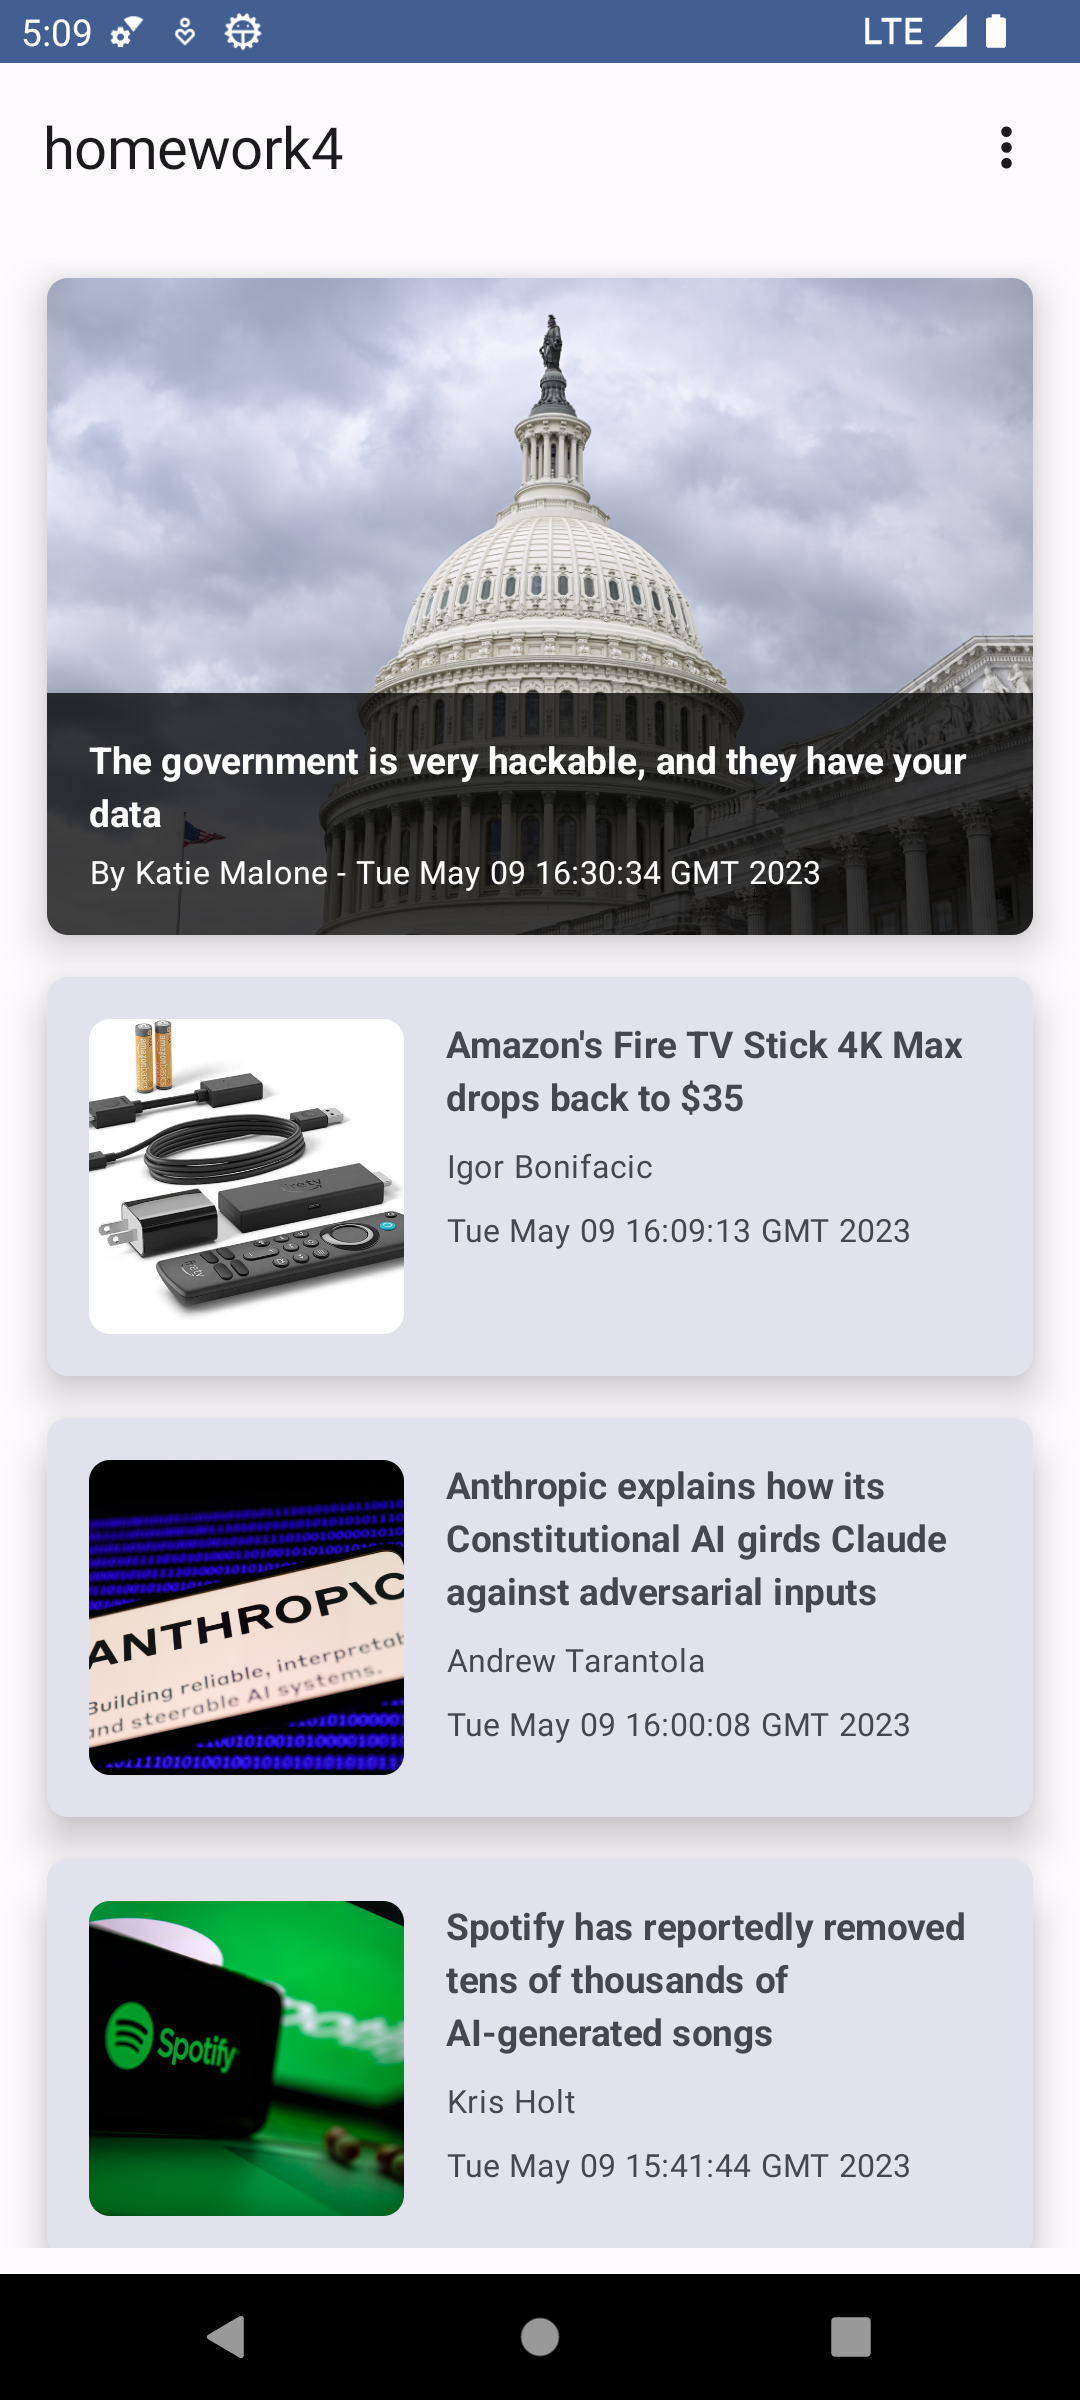 5:09
LTE
homework4
The government is very hackable, and they have your
data
By Katie Malone - Tue May 09 16:30:34 GMT 2023
Amazon's Fire TV Stick 4K Max
drops back to $35
Igor Bonifacic
Tue May 09 16:09:13 GMT 2023
Anthropic explains how its
Constitutional AI girds Claude
against adversarial inputs
ANTHROP\C
Building reliable, interpretab
and steerable AI systems.
Andrew Tarantola
Tue May 09 16:00:08 GMT 2023
Spotify has reportedly removed
tens of thousands of
AI-generated songs
Spotify
Kris Holt
Tue May 09 15:41:44 GMT 2023